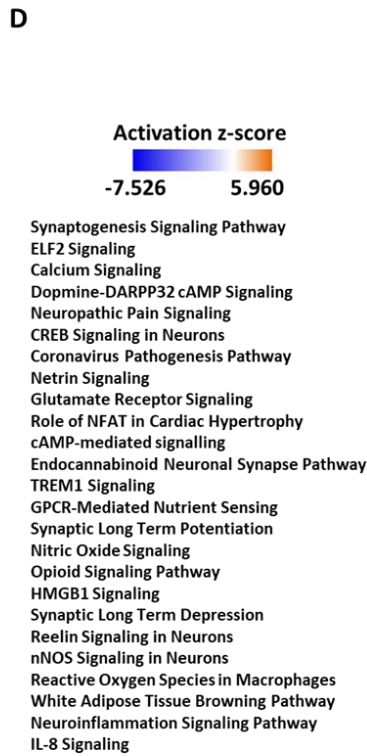 D
Activation z-score
-7.526 5.960
Synaptogenesis Signaling Pathway
ELF2 Signaling
Calcium Signaling
Dopmine-DARPP32 cAMP Signaling
Neuropathic Pain Signaling
CREB Signaling in Neurons
Coronavirus Pathogenesis Pathway
Netrin Signaling
Glutamate Receptor Signaling
Role of NFAT in Cardiac Hypertrophy
cAMP-mediated signalling
Endocannabinoid Neuronal Synapse Pathway
TREM1 Signaling
GPCR-Mediated Nutrient Sensing
Synaptic Long Term Potentiation
Nitric Oxide Signaling
Opioid Signaling Pathway
HMGB1 Signaling
Synaptic Long Term Depression
Reelin Signaling in Neurons
nNOS Signaling in Neurons
Reactive Oxygen Species in Macrophages
White Adipose Tissue Browning Pathway
Neuroinflammation Signaling Pathway
IL-8 Signaling